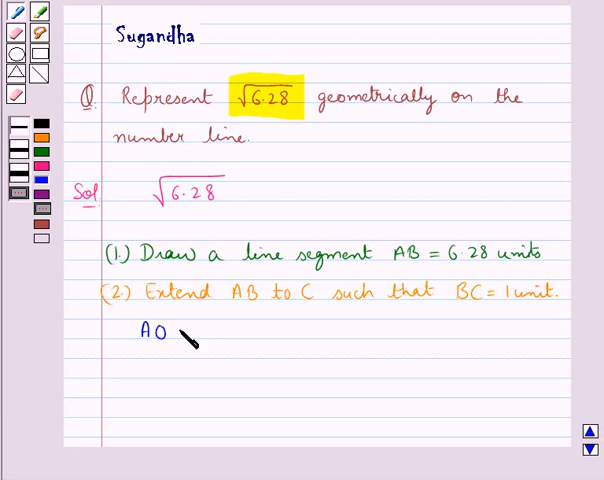 Sugandha
Q. Represent √6.28 geometrically on the
number line.
Sol √6.28
(1.) Draw a line segment AB = 6.28 units
(2.) Extend AB to C such that BC = 1 unit.
AO